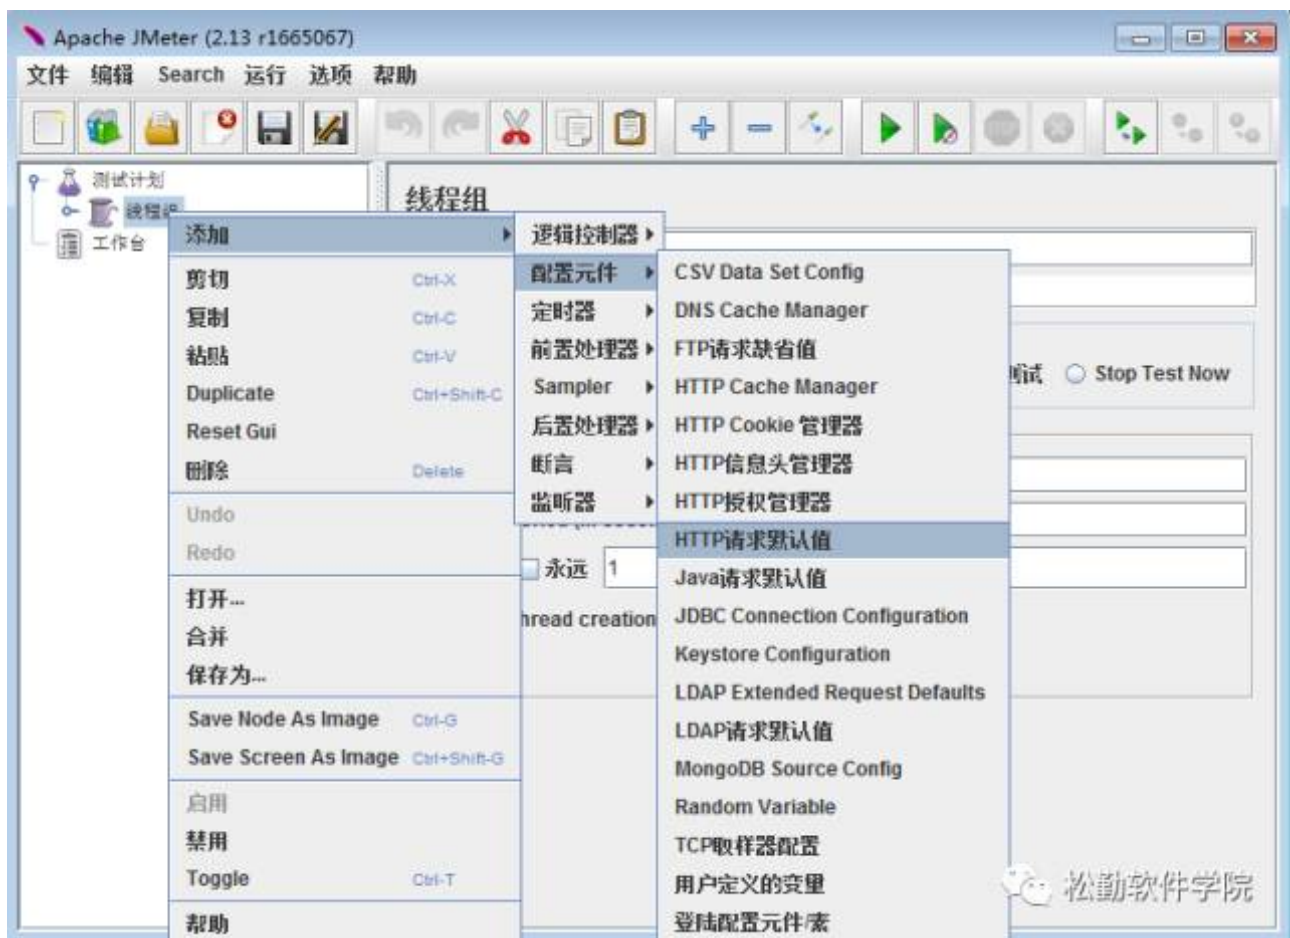 Apache JMeter (2.13 r1665067)
文件 编辑 Search 运行 选项 帮助
测试计划
线程组
工作台
线程组
添加
剪切 Ctrl-X
复制 Ctrl-C
粘贴 Ctrl-V
Duplicate Ctrl+Shift-C
Reset Gui
删除 Delete
Undo
Redo
打开...
合并
保存为...
Save Node As Image Ctrl-G
Save Screen As Image Ctrl+Shift-G
启用
禁用
Toggle Ctrl-T
帮助
逻辑控制器
配置元件
定时器
前置处理器
Sampler
后置处理器
断言
监听器
CSV Data Set Config
DNS Cache Manager
FTP请求缺省值
HTTP Cache Manager
HTTP Cookie 管理器
HTTP信息头管理器
HTTP授权管理器
HTTP请求默认值
Java请求默认值
JDBC Connection Configuration
Keystore Configuration
LDAP Extended Request Defaults
LDAP请求默认值
MongoDB Source Config
Random Variable
TCP取样器配置
用户定义的变量
登陆配置元件/素
测试 Stop Test Now
永远 1
hread creation
松勤软件学院